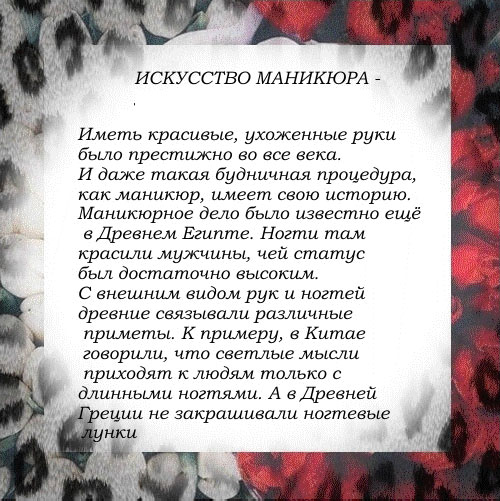 ИСКУССТВО МАНИКЮРА -
.
Иметь красивые, ухоженные руки
было престижно во все века.
И даже такая будничная процедура,
как маникюр, имеет свою историю.
Маникюрное дело было известно ещё
в Древнем Египте. Ногти там
красили мужчины, чей статус
был достаточно высоким.
С внешним видом рук и ногтей
древние связывали различные
приметы. К примеру, в Китае
говорили, что светлые мысли
приходят к людям только с
длинными ногтями. А в Древней
Греции не закрашивали ногтевые
лунки